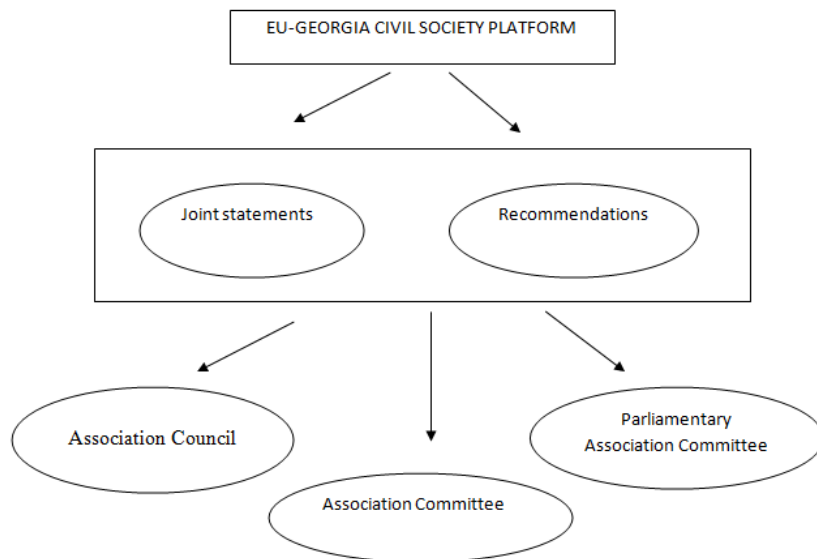 EU-GEORGIA CIVIL SOCIETY PLATFORM
Joint statements
Recommendations
Association Council
Parliamentary
Association Committee
Association Committee